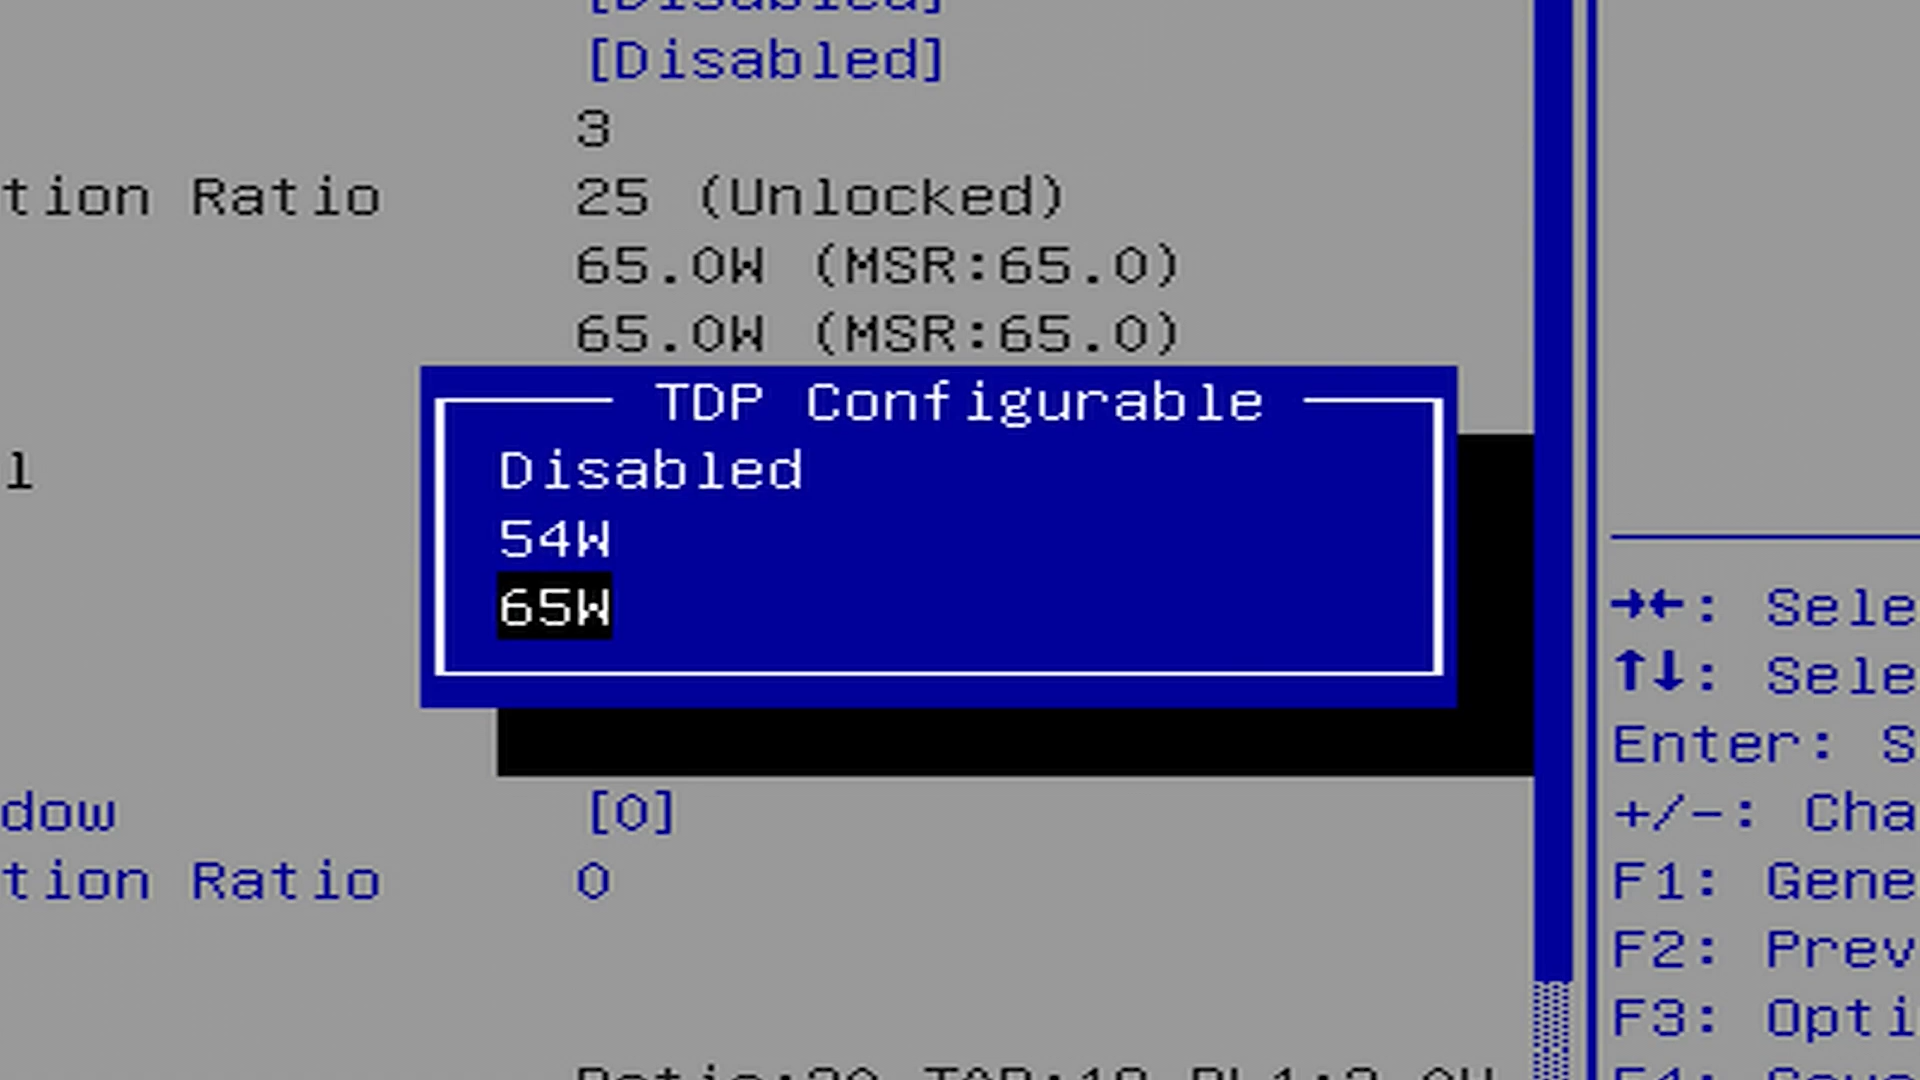 [Disabled]
[Disabled]
3
tion Ratio 25 (Unlocked)
65.0W (MSR:65.0)
65.0W (MSR:65.0)
TDP Configurable
Disabled
l
54W
65W
→←: Sele
↑↓: Sele
Enter: S
dow [0] +/-: Cha
tion Ratio 0 F1: Gene
F2: Prev
F3: Opti